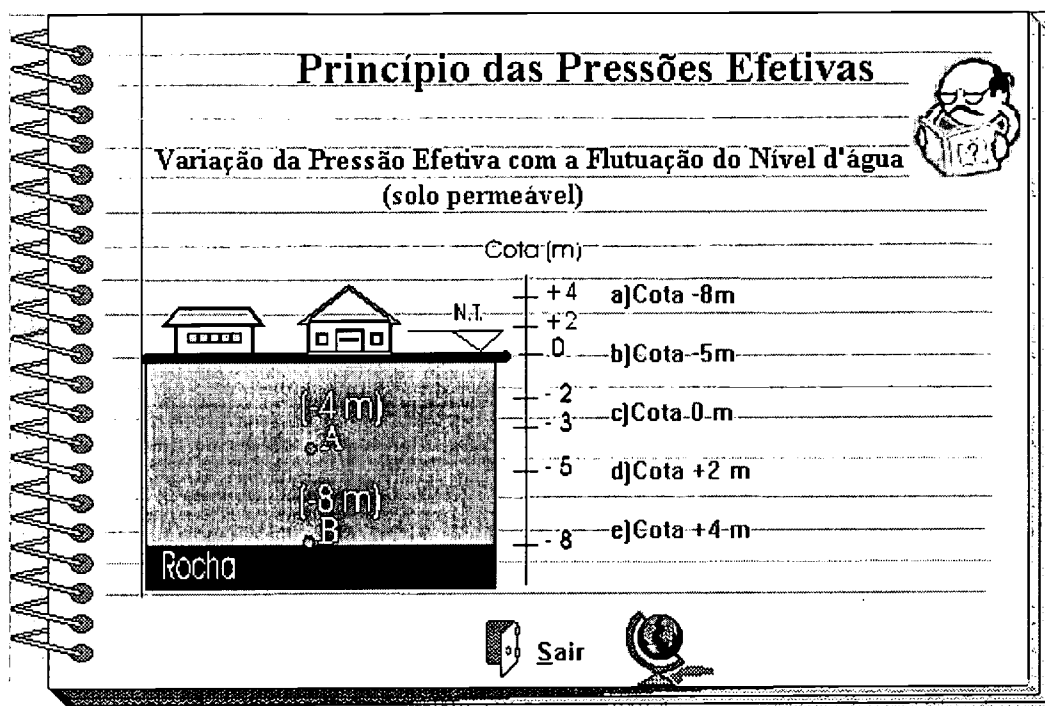 Princípio das Pressões Efetivas
Variação da Pressão Efetiva com a Flutuação do Nível d'água
(solo permeável)
Cota (m)
+4
a)Cota -8m
N.T.
+2
0
b)Cota -5m
(-4 m)
A
- 2
- 3
c)Cota 0 m
- 5
d)Cota +2 m
(-8 m)
B
- 8
e)Cota +4 m
Rocha
Sair
?